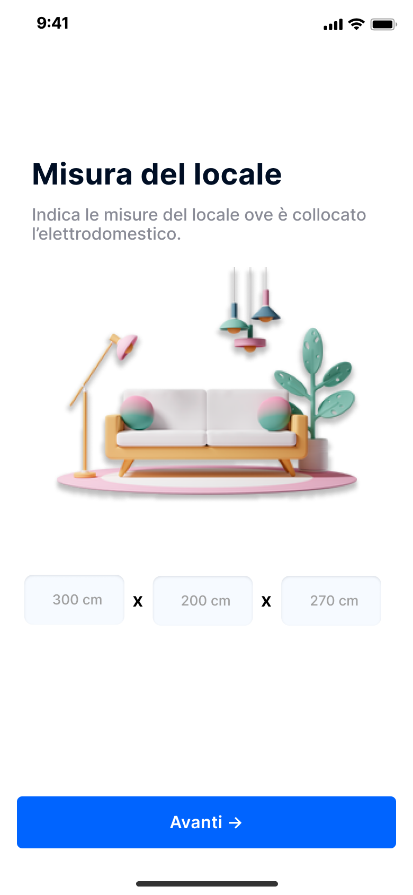 9:41
Misura del locale
Indica le misure del locale ove è collocato
l’elettrodomestico.
300 cm x 200 cm x 270 cm
Avanti →